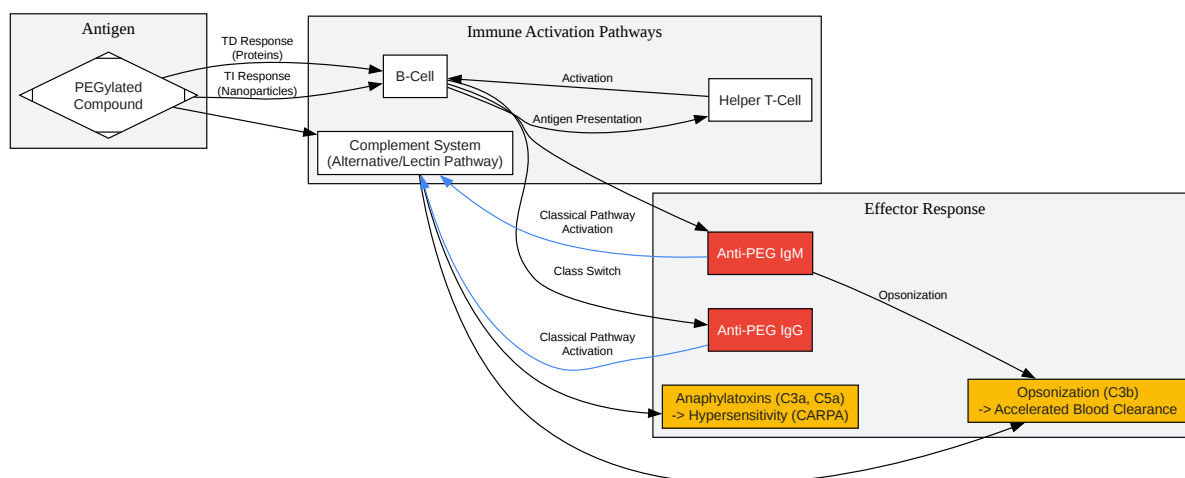 Antigen
PEGylated
Compound
TD Response
(Proteins)
TI Response
(Nanoparticles)
Immune Activation Pathways
B-Cell
Activation
Helper T-Cell
Antigen Presentation
Complement System
(Alternative/Lectin Pathway)
Effector Response
Classical Pathway
Activation
Anti-PEG IgM
Class Switch
Opsonization
Anti-PEG IgG
Classical Pathway
Activation
Anaphylatoxins (C3a, C5a)
-> Hypersensitivity (CARPA)
Opsonization (C3b)
-> Accelerated Blood Clearance